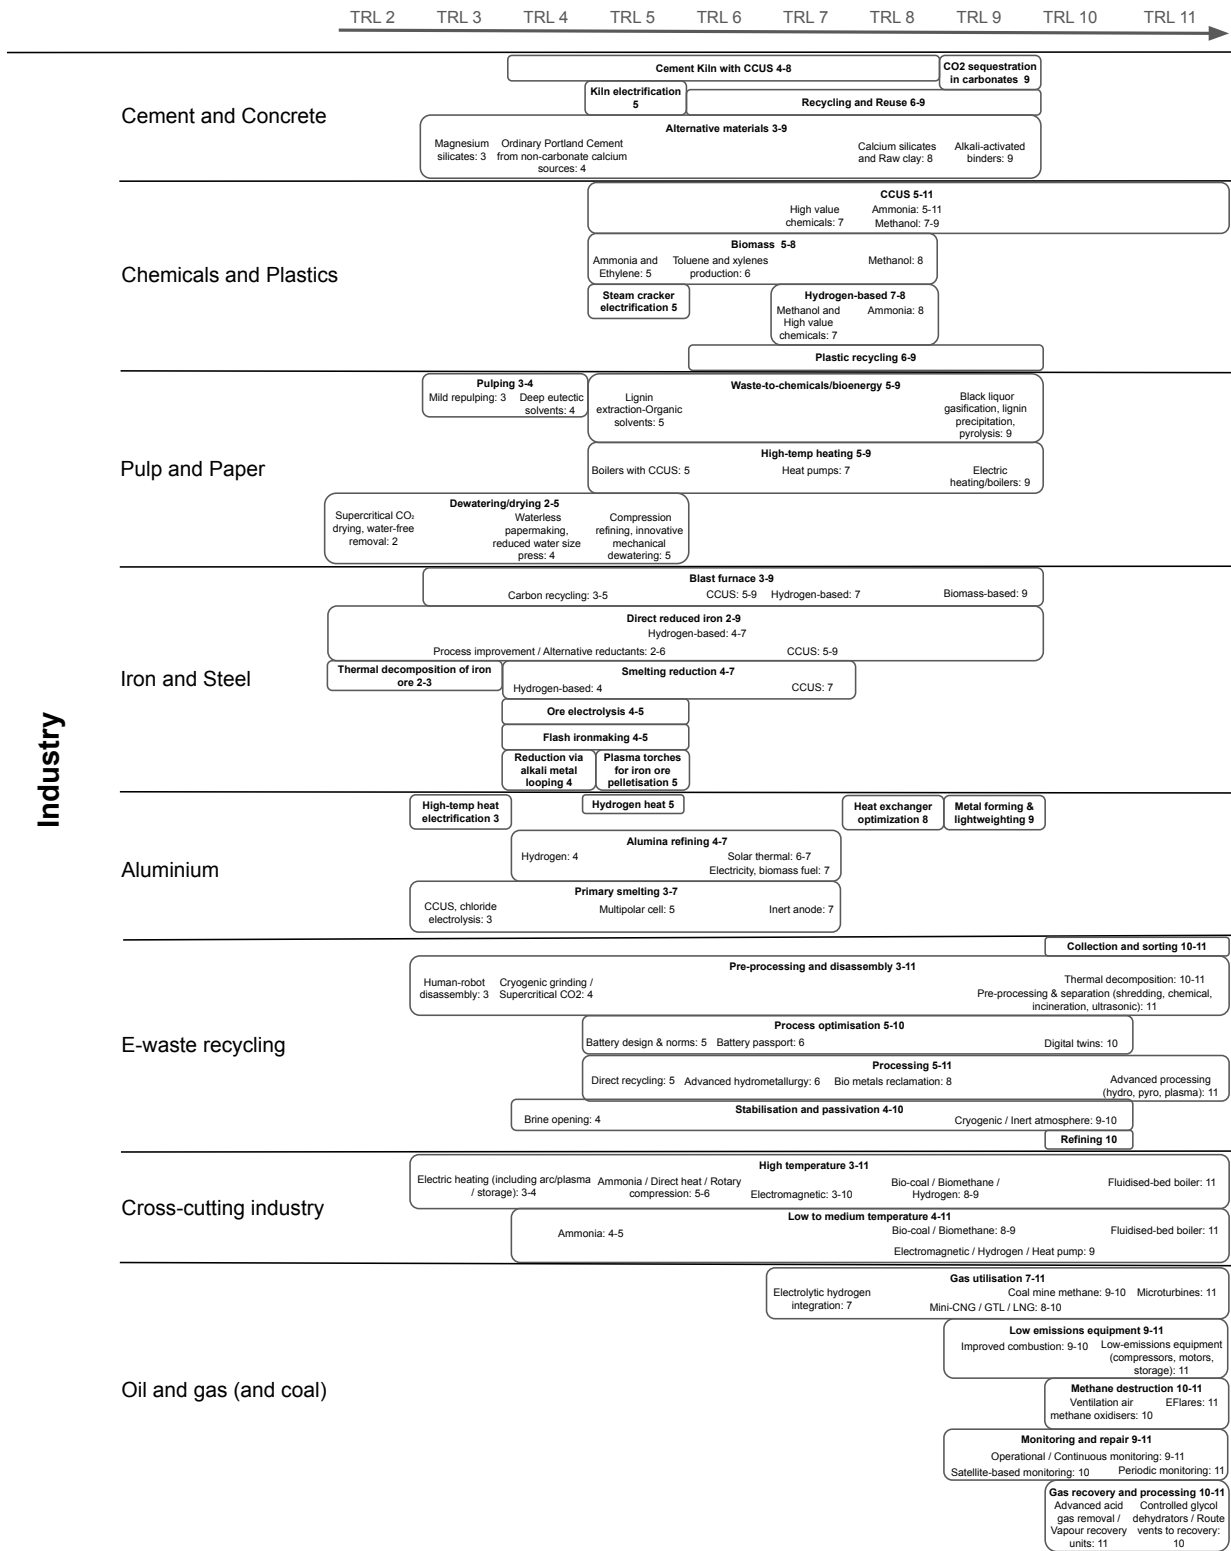 TRL 2 TRL 3 TRL 4 TRL 5 TRL 6 TRL 7 TRL 8 TRL 9 TRL 10 TRL 11
Industry
Cement and Concrete
Cement Kiln with CCUS 4-8
CO2 sequestration
in carbonates 9
Kiln electrification
5
Recycling and Reuse 6-9
Alternative materials 3-9
Magnesium
silicates: 3
Ordinary Portland Cement
from non-carbonate calcium
sources: 4
Calcium silicates
and Raw clay: 8
Alkali-activated
binders: 9
Chemicals and Plastics
CCUS 5-11
High value
chemicals: 7
Ammonia: 5-11
Methanol: 7-9
Biomass 5-8
Ammonia and
Ethylene: 5
Toluene and xylenes
production: 6
Methanol: 8
Steam cracker
electrification 5
Hydrogen-based 7-8
Methanol and
High value
chemicals: 7
Ammonia: 8
Plastic recycling 6-9
Pulp and Paper
Pulping 3-4
Mild repulping: 3
Deep eutectic
solvents: 4
Waste-to-chemicals/bioenergy 5-9
Lignin
extraction-Organic
solvents: 5
Black liquor
gasification, lignin
precipitation,
pyrolysis: 9
High-temp heating 5-9
Boilers with CCUS: 5
Heat pumps: 7
Electric
heating/boilers: 9
Dewatering/drying 2-5
Supercritical CO₂
drying, water-free
removal: 2
Waterless
papermaking,
reduced water size
press: 4
Compression
refining, innovative
mechanical
dewatering: 5
Iron and Steel
Blast furnace 3-9
Carbon recycling: 3-5
CCUS: 5-9
Hydrogen-based: 7
Biomass-based: 9
Direct reduced iron 2-9
Hydrogen-based: 4-7
Process improvement / Alternative reductants: 2-6
CCUS: 5-9
Thermal decomposition of iron
ore 2-3
Smelting reduction 4-7
Hydrogen-based: 4
CCUS: 7
Ore electrolysis 4-5
Flash ironmaking 4-5
Reduction via
alkali metal
looping 4
Plasma torches
for iron ore
pelletisation 5
Aluminium
High-temp heat
electrification 3
Hydrogen heat 5
Heat exchanger
optimization 8
Metal forming &
lightweighting 9
Alumina refining 4-7
Hydrogen: 4
Solar thermal: 6-7
Electricity, biomass fuel: 7
Primary smelting 3-7
CCUS, chloride
electrolysis: 3
Multipolar cell: 5
Inert anode: 7
E-waste recycling
Collection and sorting 10-11
Pre-processing and disassembly 3-11
Human-robot
disassembly: 3
Cryogenic grinding /
Supercritical CO2: 4
Thermal decomposition: 10-11
Pre-processing & separation (shredding, chemical,
incineration, ultrasonic): 11
Process optimisation 5-10
Battery design & norms: 5
Battery passport: 6
Digital twins: 10
Processing 5-11
Direct recycling: 5
Advanced hydrometallurgy: 6
Bio metals reclamation: 8
Advanced processing
(hydro, pyro, plasma): 11
Stabilisation and passivation 4-10
Brine opening: 4
Cryogenic / Inert atmosphere: 9-10
Refining 10
Cross-cutting industry
High temperature 3-11
Electric heating (including arc/plasma
/ storage): 3-4
Ammonia / Direct heat / Rotary
compression: 5-6
Electromagnetic: 3-10
Bio-coal / Biomethane /
Hydrogen: 8-9
Fluidised-bed boiler: 11
Low to medium temperature 4-11
Ammonia: 4-5
Bio-coal / Biomethane: 8-9
Fluidised-bed boiler: 11
Electromagnetic / Hydrogen / Heat pump: 9
Oil and gas (and coal)
Gas utilisation 7-11
Electrolytic hydrogen
integration: 7
Coal mine methane: 9-10
Microturbines: 11
Mini-CNG / GTL / LNG: 8-10
Low emissions equipment 9-11
Improved combustion: 9-10
Low-emissions equipment
(compressors, motors,
storage): 11
Methane destruction 10-11
Ventilation air
methane oxidisers: 10
EFlares: 11
Monitoring and repair 9-11
Operational / Continuous monitoring: 9-11
Satellite-based monitoring: 10
Periodic monitoring: 11
Gas recovery and processing 10-11
Advanced acid
gas removal /
Vapour recovery
units: 11
Controlled glycol
dehydrators / Route
vents to recovery:
10